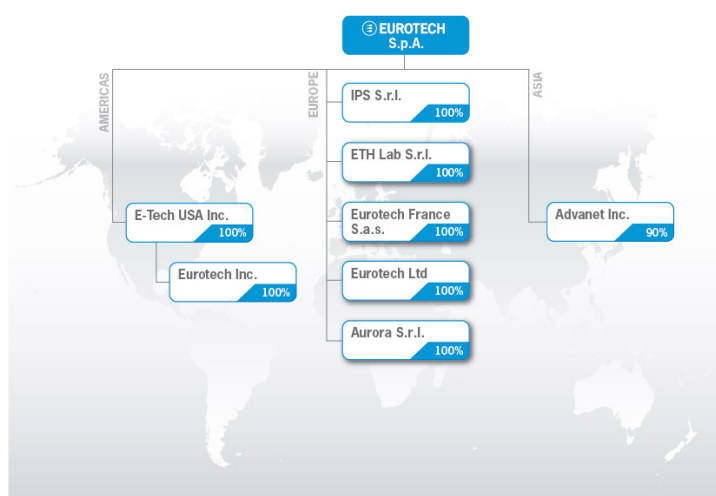 EUROTECH
S.p.A.
AMERICAS
EUROPE
ASIA
IPS S.r.l.
100%
ETH Lab S.r.l.
100%
E-Tech USA Inc.
100%
Eurotech France
S.a.s.
100%
Advanet Inc.
90%
Eurotech Inc.
100%
Eurotech Ltd
100%
Aurora S.r.l.
100%